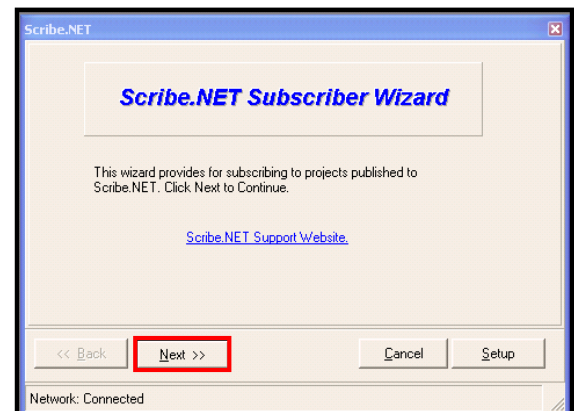 Scribe.NET
Scribe.NET Subscriber Wizard
This wizard provides for subscribing to projects published to
Scribe.NET. Click Next to Continue.
Scribe.NET Support Website.
<< Back
Next >>
Cancel
Setup
Network: Connected